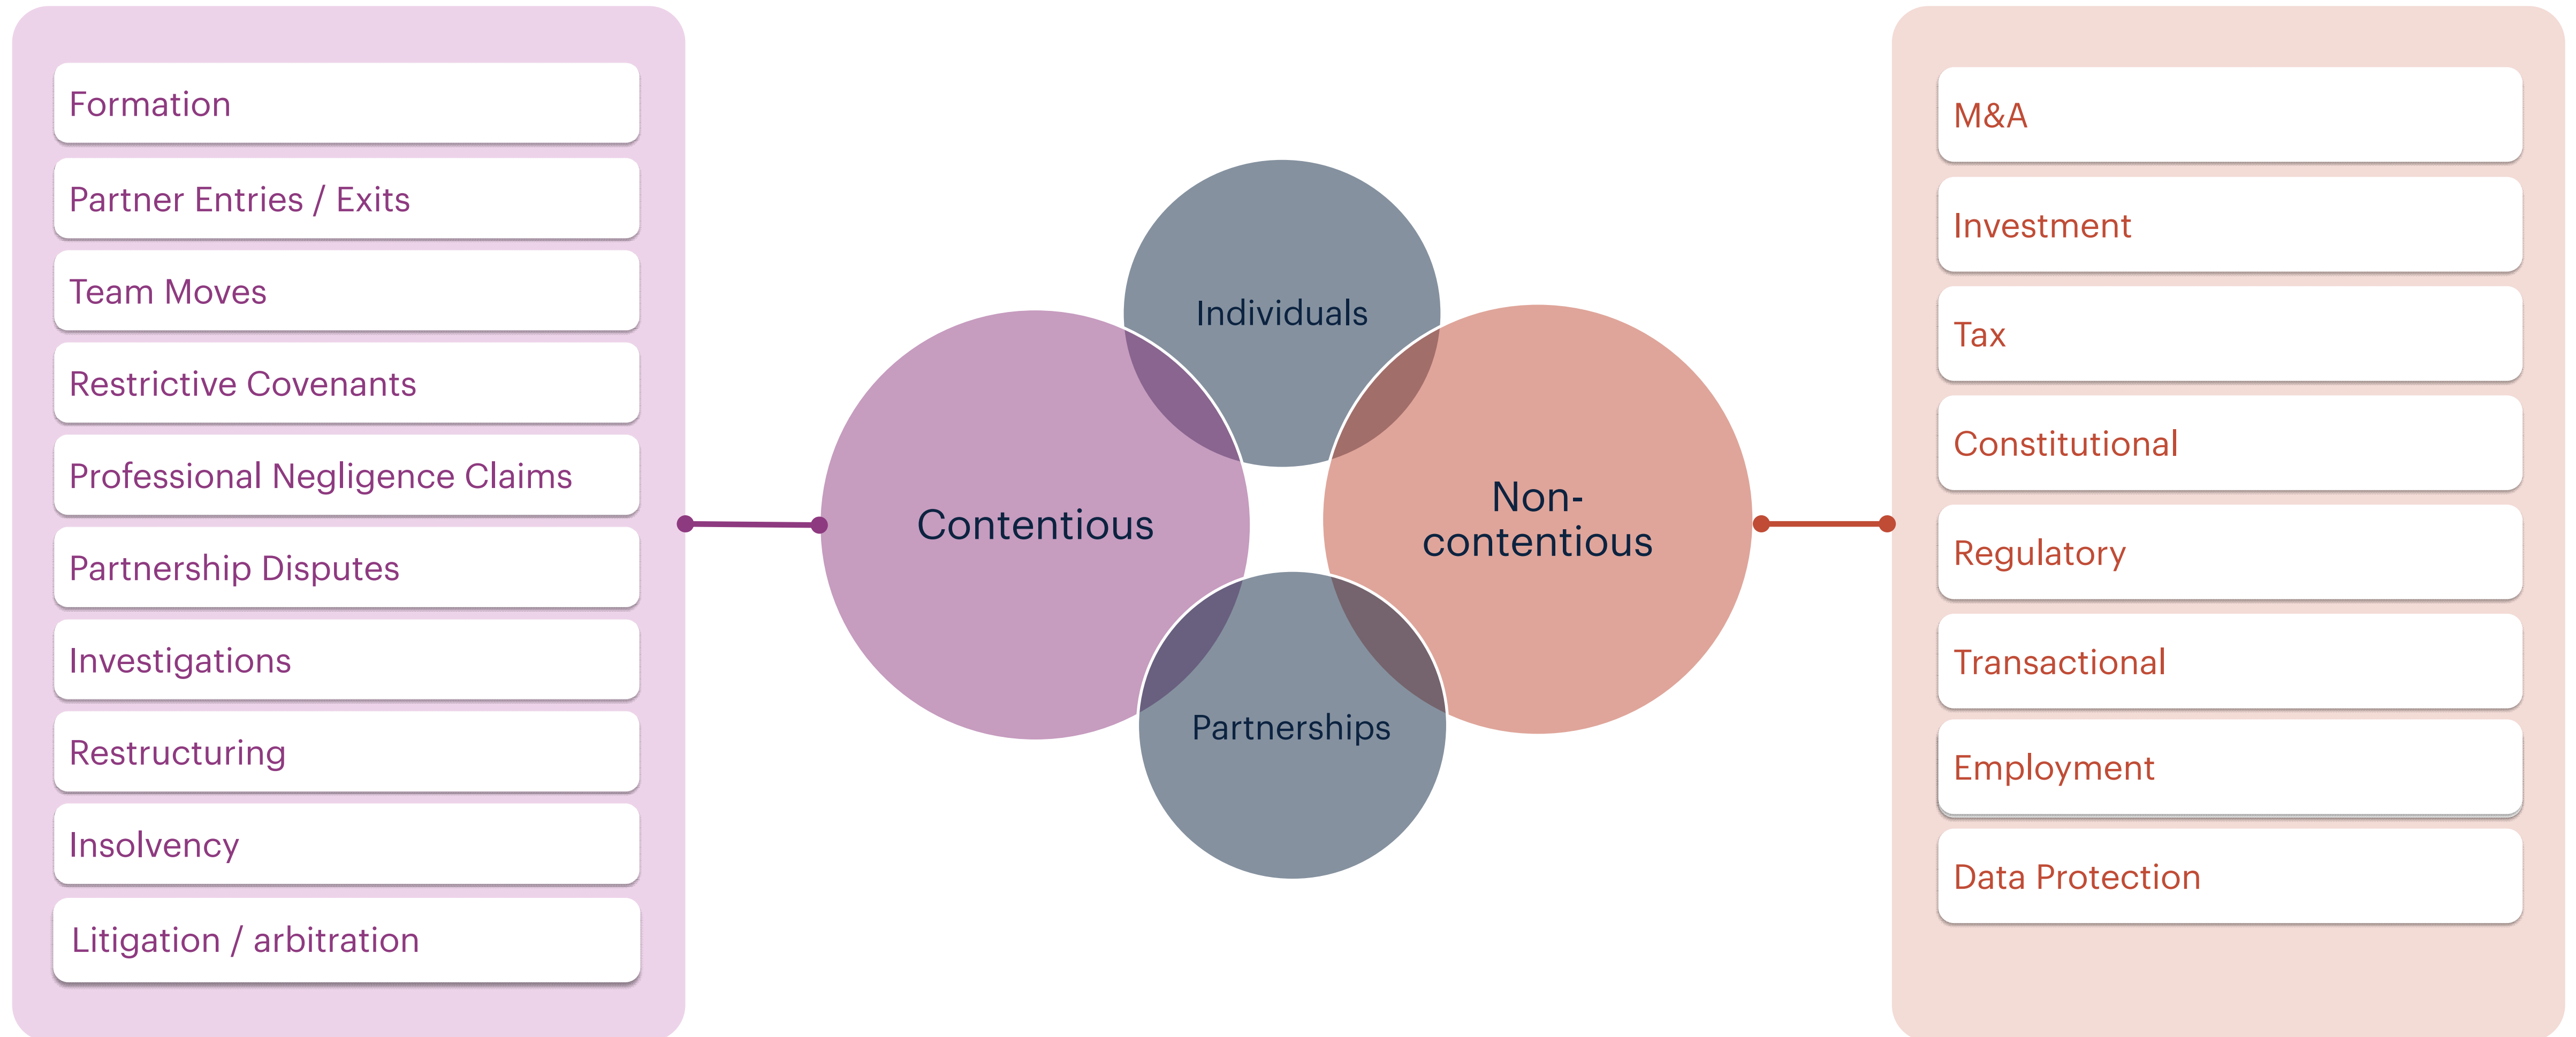 Formation
Partner Entries / Exits
Team Moves
Restrictive Covenants
Professional Negligence Claims
Partnership Disputes
Investigations
Restructuring
Insolvency
Litigation / arbitration
Individuals
Contentious
Non-
contentious
Partnerships
M&A
Investment
Tax
Constitutional
Regulatory
Transactional
Employment
Data Protection